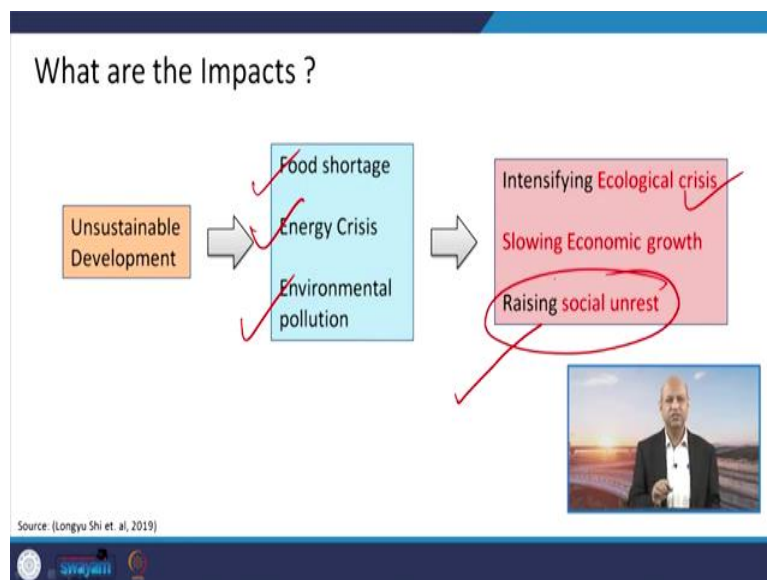 What are the Impacts ?
Unsustainable
Development
Food shortage
Energy Crisis
Environmental
pollution
Intensifying Ecological crisis
Slowing Economic growth
Raising social unrest
Source: (Longyu Shi et. al, 2019)
swayam